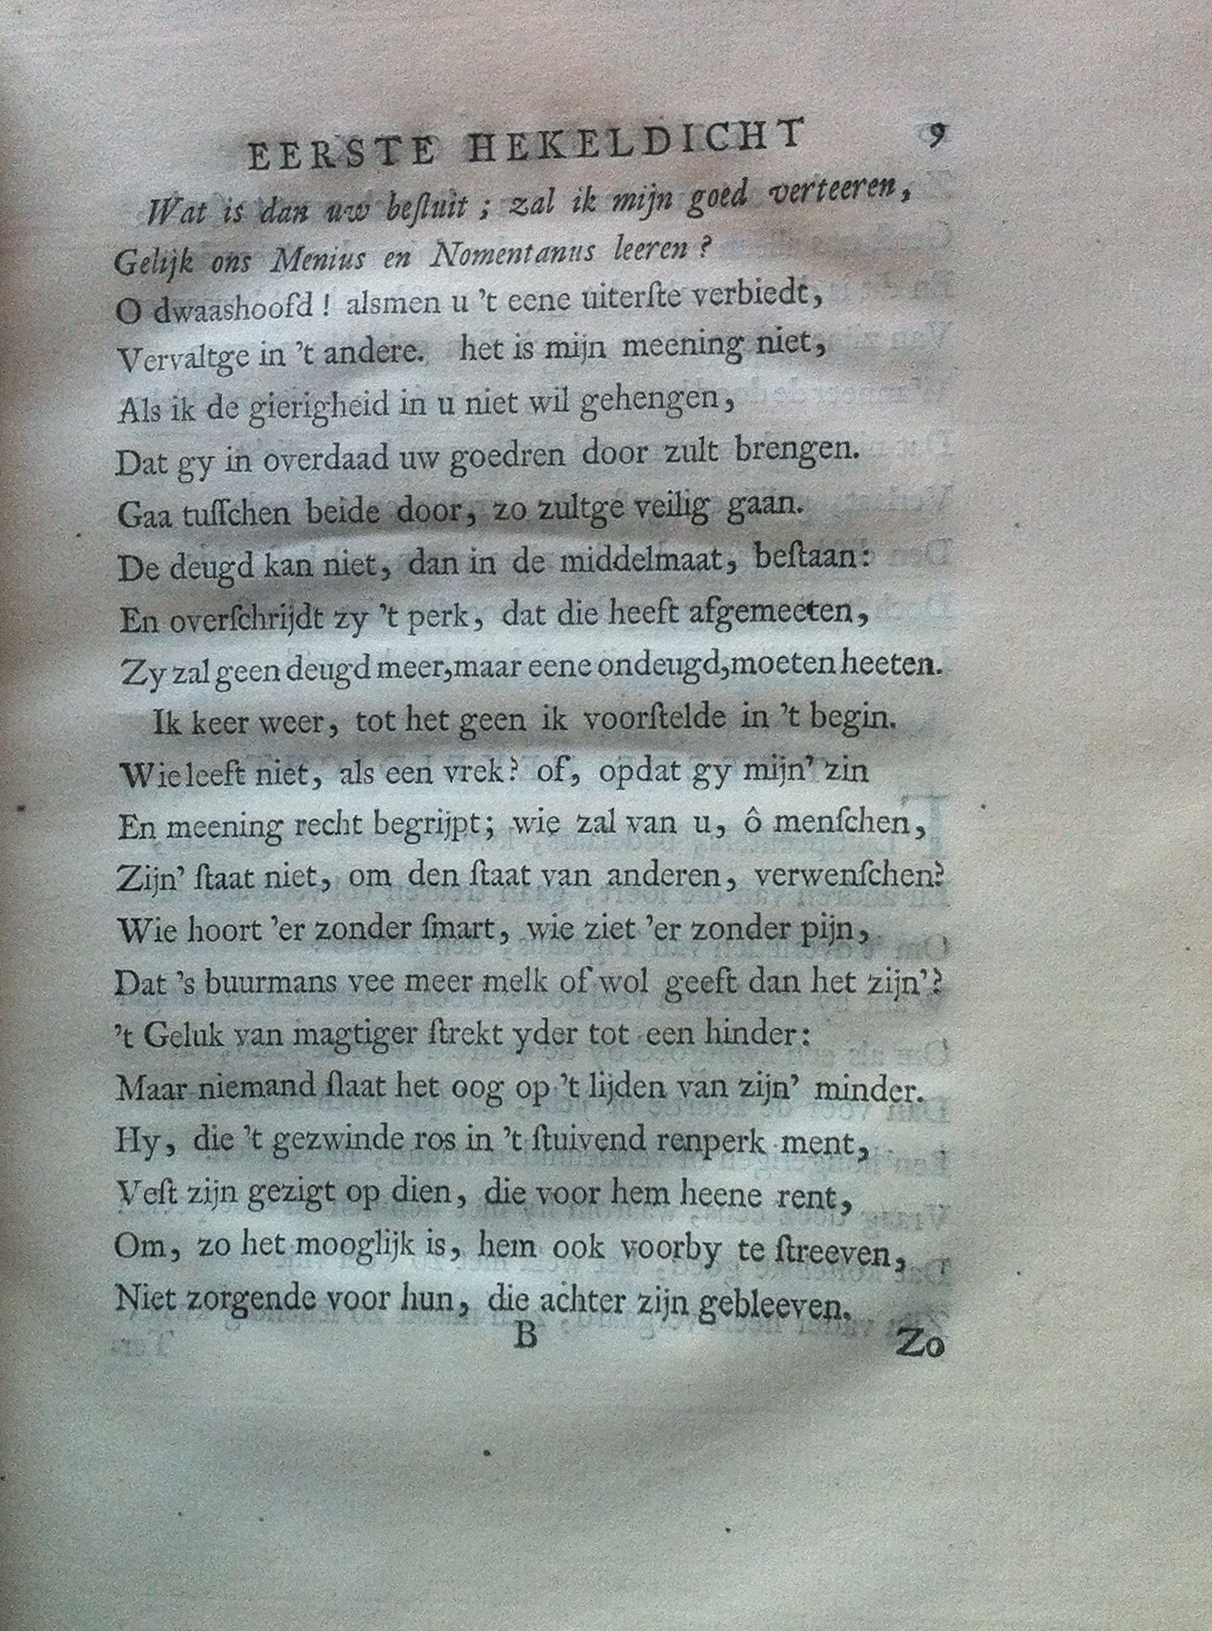 EERSTE HEKELDICHT 9
Wat is dan uw beſluit ; zal ik mijn goed verteeren,
Gelijk ons Menius en Nomentanus leeren ?
O dwaashoofd ! alsmen u 't eene uiterſte verbiedt,
Vervaltge in 't andere. het is mijn meening niet,
Als ik de gierigheid in u niet wil gehengen,
Dat gy in overdaad uw goedren door zult brengen.
Gaa tuſſchen beide door, zo zultge veilig gaan.
De deugd kan niet, dan in de middelmaat, beſtaan:
En overſchrijdt zy 't perk, dat die heeft afgemeeten,
Zy zal geen deugd meer, maar eene ondeugd, moeten heeten.
Ik keer weer, tot het geen ik voorſtelde in 't begin.
Wie leeft niet, als een vrek? of, opdat gy mijn' zin
En meening recht begrijpt; wie zal van u, ô menſchen,
Zijn' ſtaat niet, om den ſtaat van anderen, verwenſchen?
Wie hoort 'er zonder ſmart, wie ziet 'er zonder pijn,
Dat 's buurmans vee meer melk of wol geeft dan het zijn'?
't Geluk van magtiger ſtrekt yder tot een hinder:
Maar niemand ſlaat het oog op 't lijden van zijn' minder.
Hy, die 't gezwinde ros in 't ſtuivend renperk ment,
Veſt zijn gezigt op dien, die voor hem heene rent,
Om, zo het mooglijk is, hem ook voorby te ſtreeven,
Niet zorgende voor hun, die achter zijn gebleeven.
B Zo